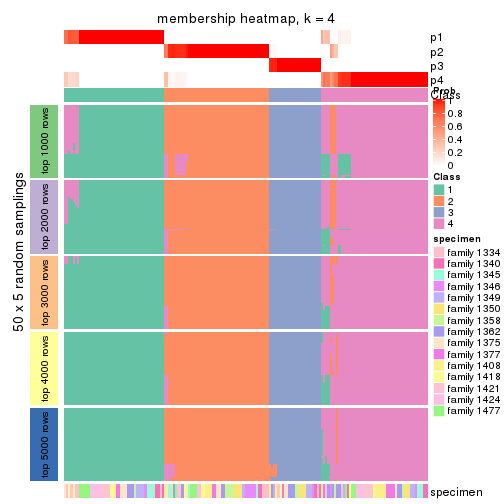 membership heatmap, k = 4
p1
p2
p3
p4
Class
50 x 5 random samplings
top 1000 rows
top 2000 rows
top 3000 rows
top 4000 rows
top 5000 rows
specimen
Prob
1
0.8
0.6
0.4
0.2
0
Class
1
2
3
4
specimen
family 1334
family 1340
family 1345
family 1346
family 1349
family 1350
family 1358
family 1362
family 1375
family 1377
family 1408
family 1418
family 1421
family 1424
family 1477